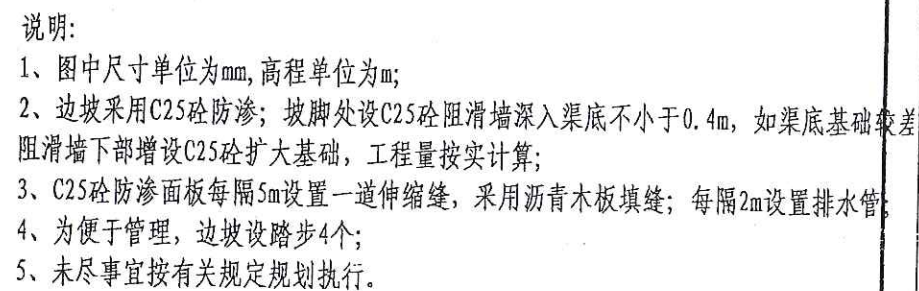 说明:
1、图中尺寸单位为mm,高程单位为m;
2、边坡采用C25砼防渗；坡脚处设C25砼阻滑墙深入渠底不小于0.4m，如渠底基础较差
阻滑墙下部增设C25砼扩大基础，工程量按实计算;
3、C25砼防渗面板每隔5m设置一道伸缩缝，采用沥青木板填缝；每隔2m设置排水管;
4、为便于管理，边坡设踏步4个;
5、未尽事宜按有关规定规划执行。